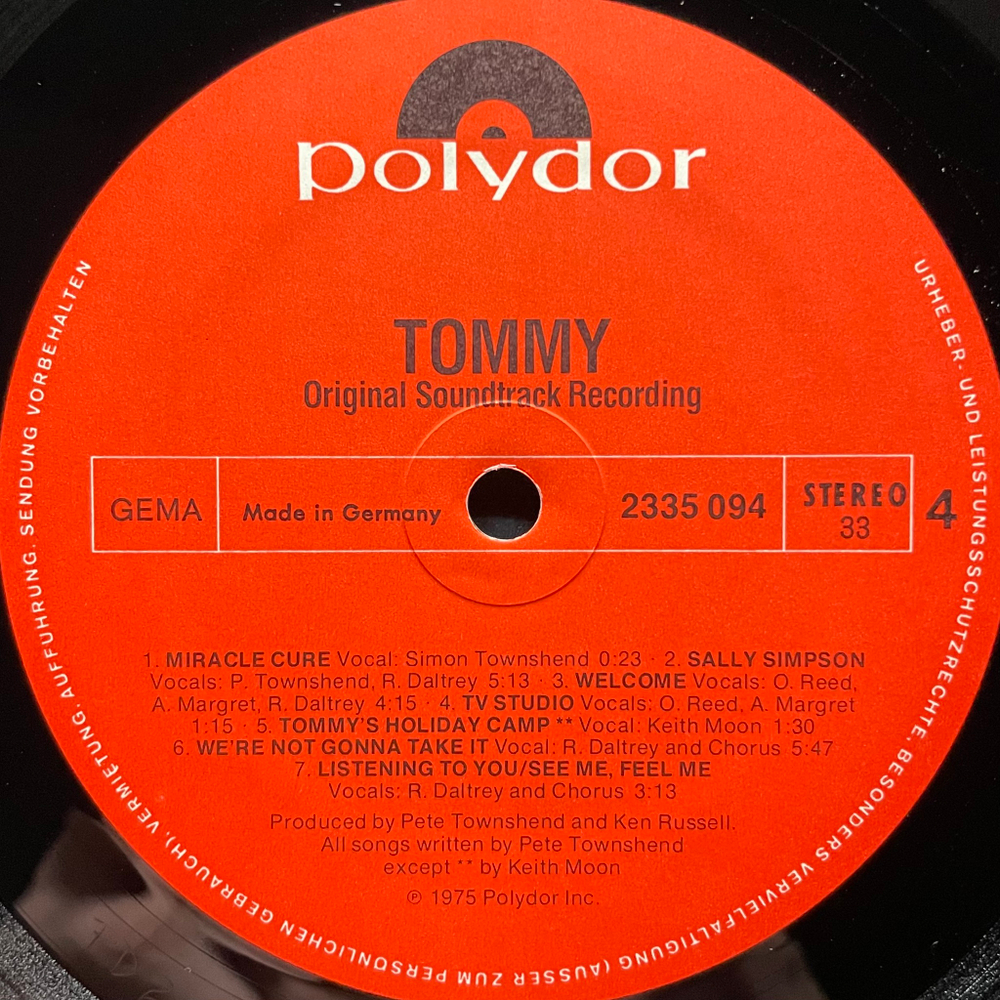 polydor
TOMMY
Original Soundtrack Recording
GEMA
Made in Germany
2335 094
STEREO
33
4
1. MIRACLE CURE Vocal: Simon Townshend 0:23 · 2. SALLY SIMPSON
Vocals: P. Townshend, R. Daltrey 5:13 · 3. WELCOME Vocals: O. Reed,
A. Margret, R. Daltrey 4:15 · 4. TV STUDIO Vocals: O. Reed, A. Margret
1:15 · 5. TOMMY'S HOLIDAY CAMP ** Vocal: Keith Moon 1:30
6. WE'RE NOT GONNA TAKE IT Vocal: R. Daltrey and Chorus 5:47
7. LISTENING TO YOU/SEE ME, FEEL ME
Vocals: R. Daltrey and Chorus 3:13
Produced by Pete Townshend and Ken Russell.
All songs written by Pete Townshend
except ** by Keith Moon
℗ 1975 Polydor Inc.
URHEBER- UND LEISTUNGSSCHUTZRECHTE, BESONDERS VERVIELFÄLTIGUNG (AUSSER ZUM PERSÖNLICHEN GEBRAUCH), VERMIETUNG, AUFFÜHRUNG, SENDUNG VORBEHALTEN